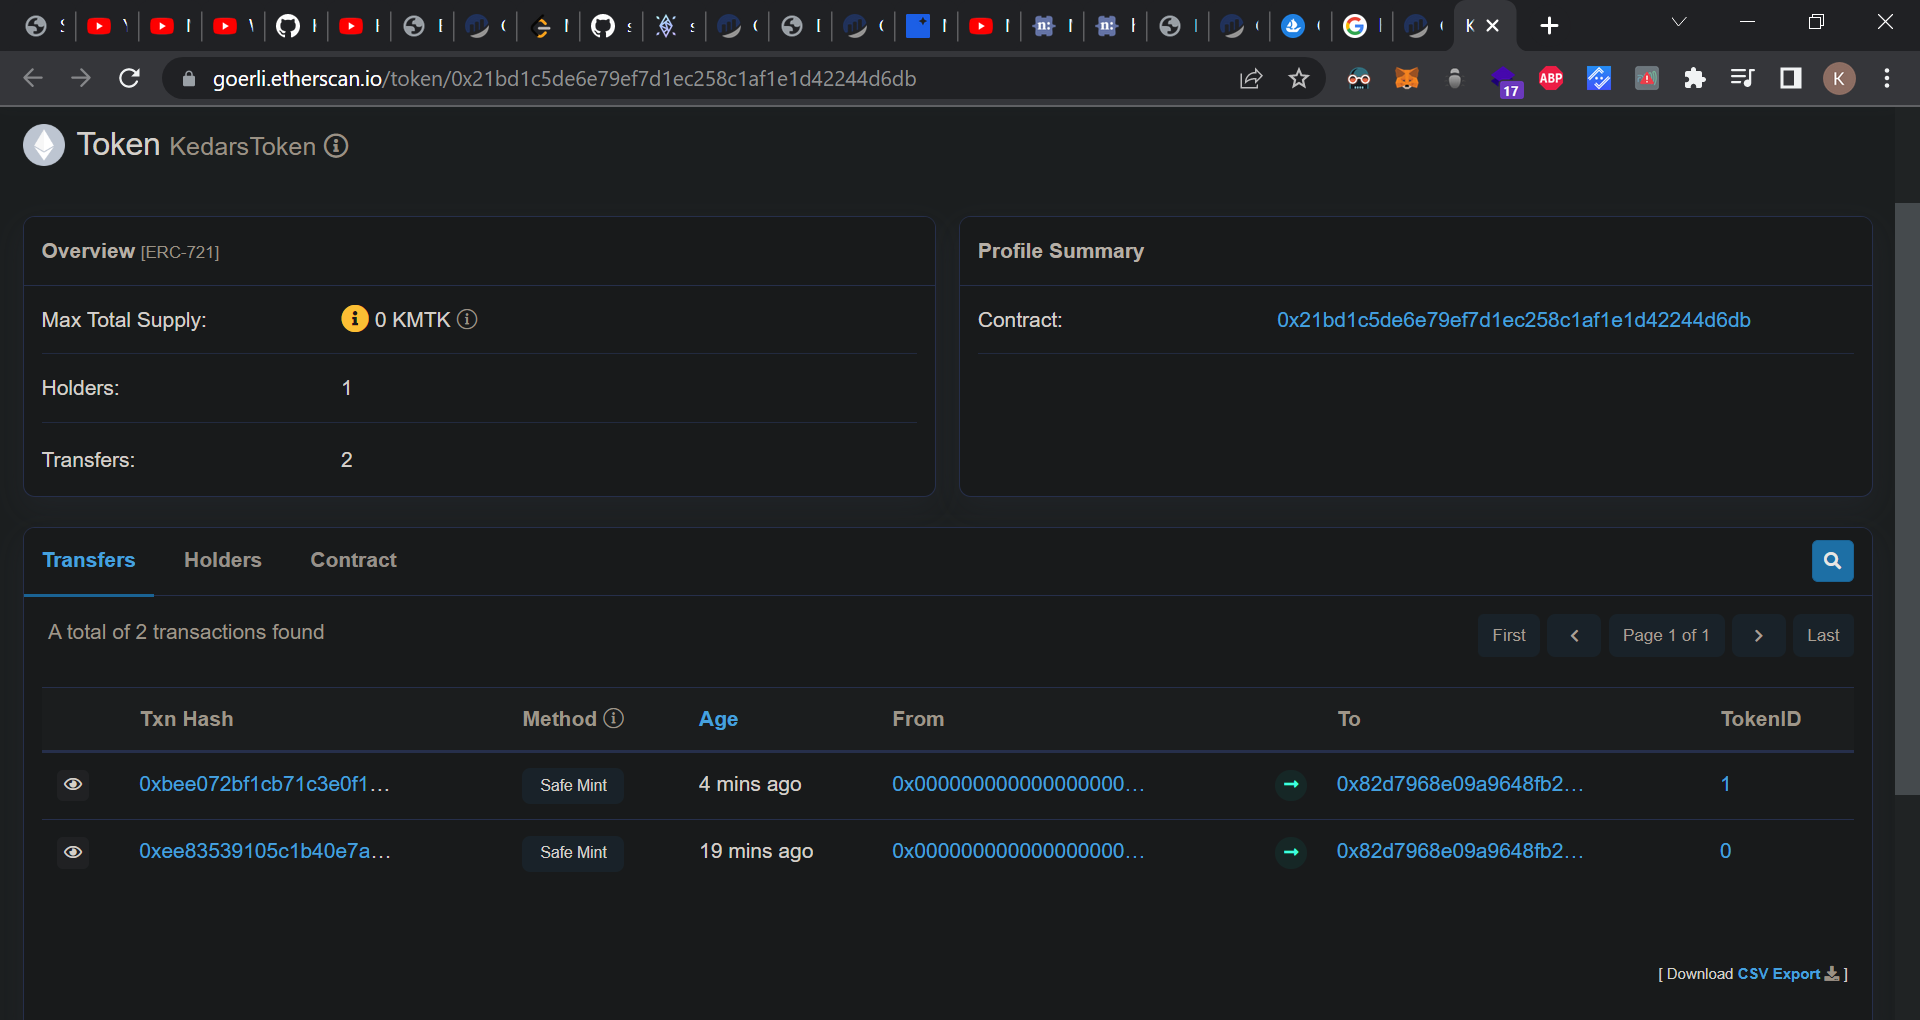 goerli.etherscan.io/token/0x21bd1c5de6e79ef7d1ec258c1af1e1d42244d6db
ABP
17
K
Token KedarsToken
Overview [ERC-721]
Max Total Supply: 0 KMTK
Holders: 1
Transfers: 2
Profile Summary
Contract: 0x21bd1c5de6e79ef7d1ec258c1af1e1d42244d6db
Transfers Holders Contract
A total of 2 transactions found
First Page 1 of 1 Last
Txn Hash Method Age From To TokenID
0xbee072bf1cb71c3e0f1... Safe Mint 4 mins ago 0x000000000000000000... 0x82d7968e09a9648fb2... 1
0xee83539105c1b40e7a... Safe Mint 19 mins ago 0x000000000000000000... 0x82d7968e09a9648fb2... 0
[ Download CSV Export ]